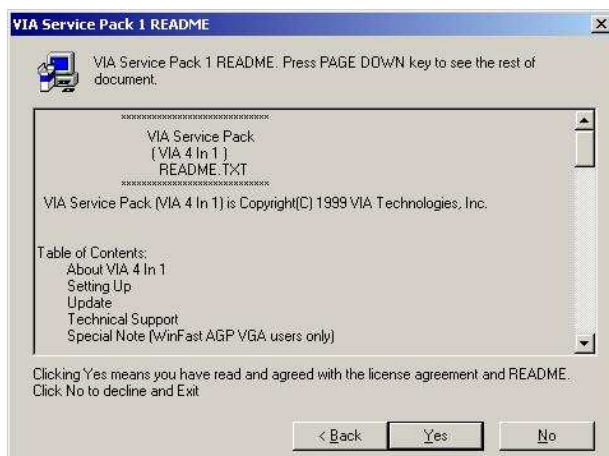 VIA Service Pack 1 README
VIA Service Pack 1 README. Press PAGE DOWN key to see the rest of
document.
xxxxxxxxxxxxxxxxxxxxxxxxxxxx
VIA Service Pack
( VIA 4 In 1 )
README.TXT
xxxxxxxxxxxxxxxxxxxxxxxxxxxx
VIA Service Pack (VIA 4 In 1) is Copyright(C) 1999 VIA Technologies, Inc.
Table of Contents:
About VIA 4 In 1
Setting Up
Update
Technical Support
Special Note (WinFast AGP VGA users only)
Clicking Yes means you have read and agreed with the license agreement and README.
Click No to decline and Exit
< Back
Yes
No